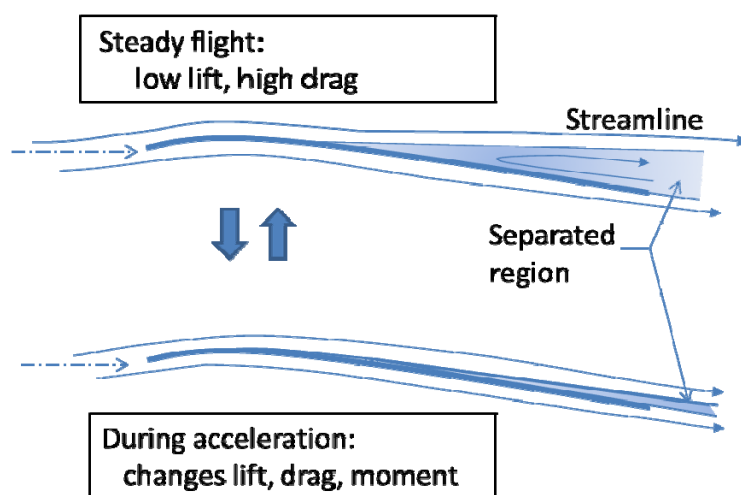 Steady flight:
low lift, high drag
Streamline
Separated
region
During acceleration:
changes lift, drag, moment